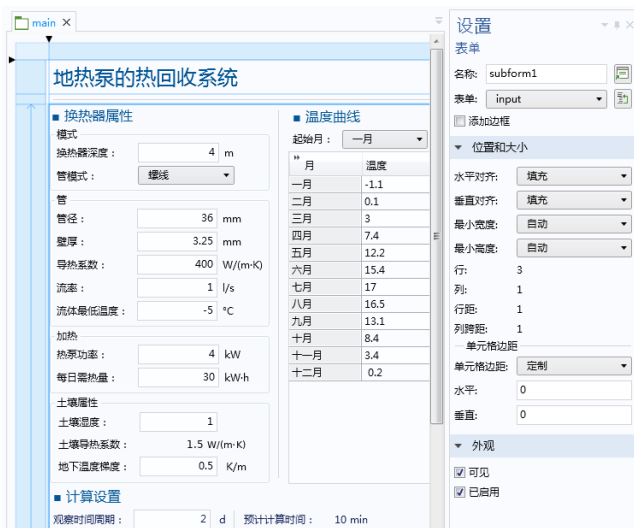 main
地热泵的热回收系统
换热器属性
模式
换热器深度： 4 m
管模式： 螺线
管
管径： 36 mm
壁厚： 3.25 mm
导热系数： 400 W/(m·K)
流率： 1 l/s
流体最低温度： -5 °C
加热
热泵功率： 4 kW
每日需热量： 30 kW·h
土壤属性
土壤湿度： 1
土壤导热系数： 1.5 W/(m·K)
地下温度梯度： 0.5 K/m
计算设置
观察时间周期： 2 d 预计计算时间： 10 min
温度曲线
起始月： 一月
月 温度
一月 -1.1
二月 0.1
三月 3
四月 7.4
五月 12.2
六月 15.4
七月 17
八月 16.5
九月 13.1
十月 8.4
十一月 3.4
十二月 0.2
设置
表单
名称: subform1
表单: input
添加边框
位置和大小
水平对齐: 填充
垂直对齐: 填充
最小宽度: 自动
最小高度: 自动
行: 3
列: 1
行距: 1
列跨距: 1
单元格边距
单元格边距: 定制
水平: 0
垂直: 0
外观
可见
已启用